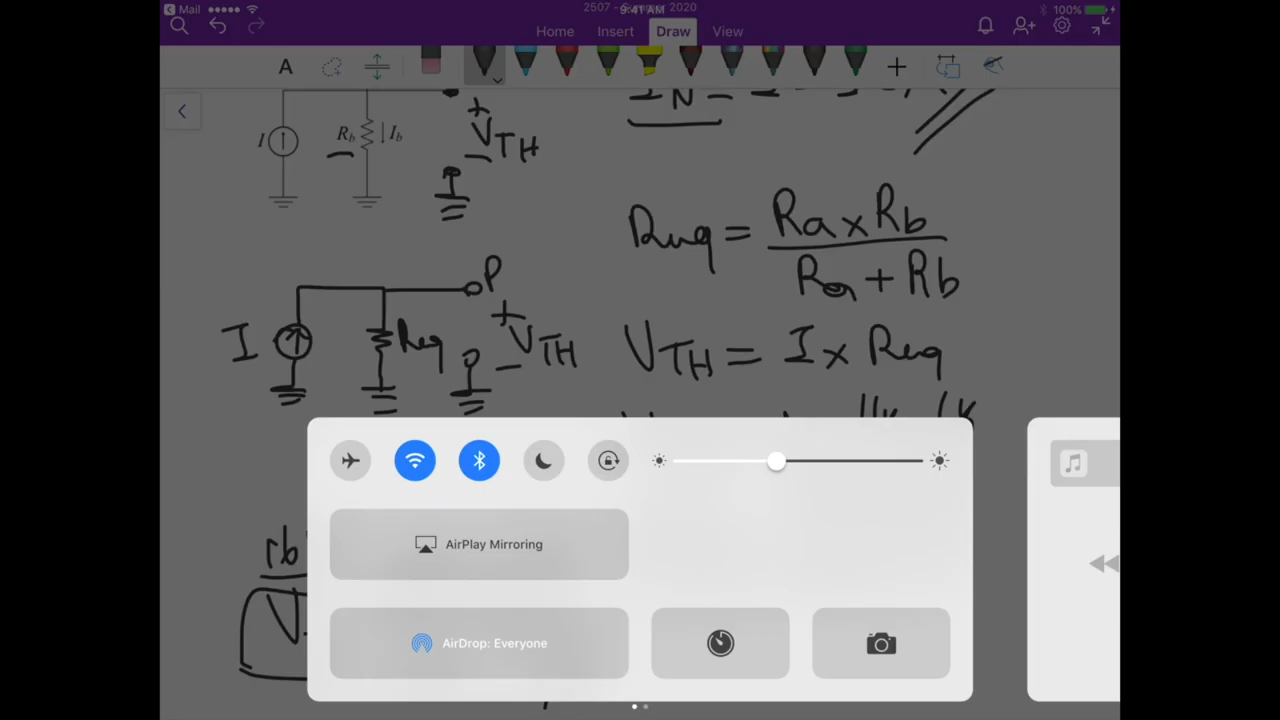 Mail 9:41 AM 100%
Home Insert Draw View
A
I Rb Ib
+
VTH
-
Req = Ra x Rb
Ra + Rb
P
I Req + VTH -
VTH = I x Req
AirPlay Mirroring
rb
V
AirDrop: Everyone